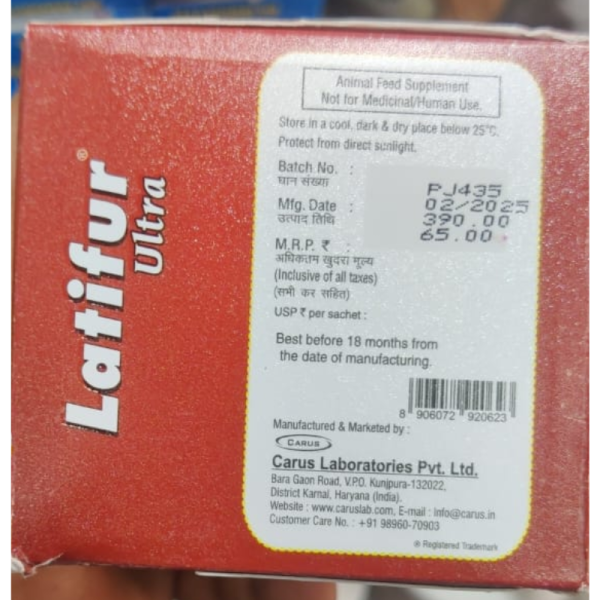 Latifur®
Ultra
Animal Feed Supplement
Not for Medicinal/Human Use.
Store in a cool, dark & dry place below 25°C.
Protect from direct sunlight.
Batch No. :
घान संख्या
PJ435
Mfg. Date :
उत्पाद तिथि
02/2025
390.00
65.00
M.R.P. ₹ :
अधिकतम खुदरा मूल्य
(Inclusive of all taxes)
(सभी कर सहित)
USP ₹ per sachet :
Best before 18 months from
the date of manufacturing.
8 906072 920623
Manufactured & Marketed by :
CARUS
Carus Laboratories Pvt. Ltd.
Bara Gaon Road, V.P.O. Kunjpura-132022,
District Karnal, Haryana (India).
Website : www.caruslab.com, E-mail : info@carus.in
Customer Care No. : +91 98960-70903
® Registered Trademark